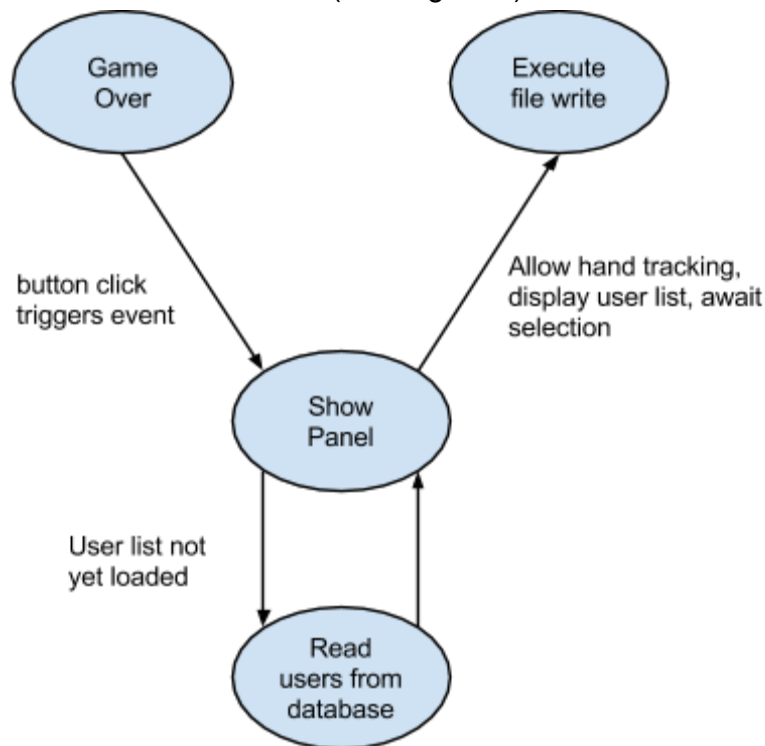 Game
Over
Execute
file write
button click
triggers event
Allow hand tracking,
display user list, await
selection
Show
Panel
User list not
yet loaded
Read
users from
database